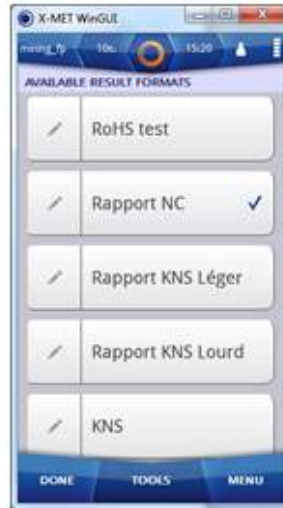 X-MET WinGUI
mining_fp 10s. 15:20
AVAILABLE RESULT FORMATS
RoHS test
Rapport NC
Rapport KNS Léger
Rapport KNS Lourd
KNS
DONE TOOLS MENU